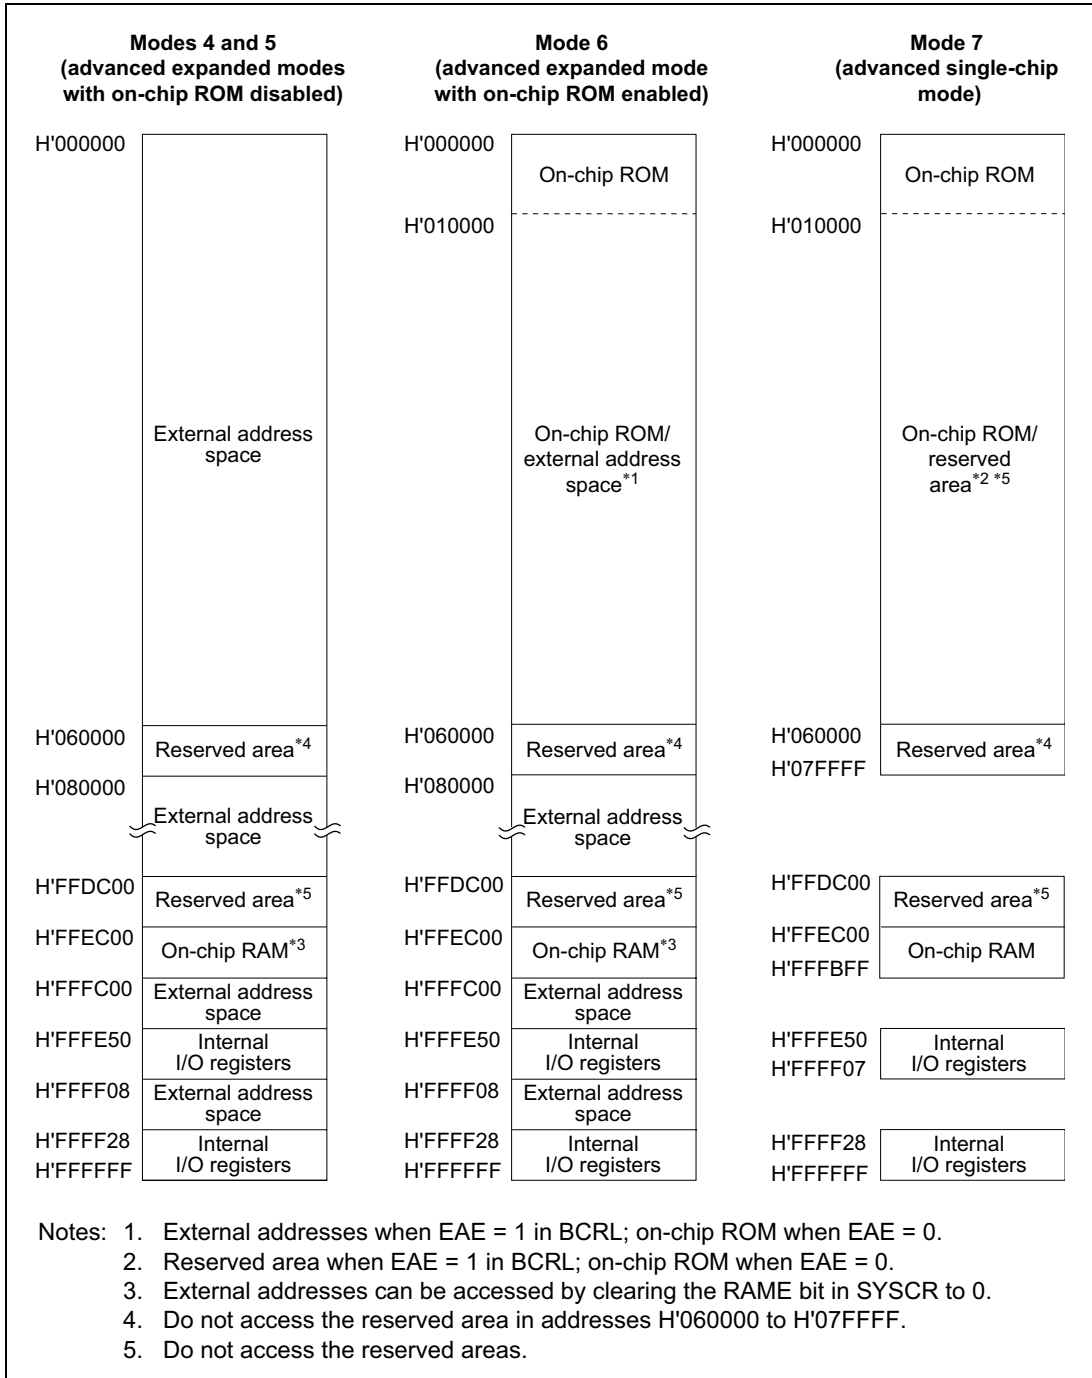 Modes 4 and 5
(advanced expanded modes
with on-chip ROM disabled)
H'000000
External address
space
H'060000
Reserved area*4
H'080000
External address
space
H'FFDC00
Reserved area*5
H'FFEC00
On-chip RAM*3
H'FFFC00
External address
space
H'FFFE50
Internal
I/O registers
H'FFFF08
External address
space
H'FFFF28
Internal
I/O registers
H'FFFFFF
Mode 6
(advanced expanded mode
with on-chip ROM enabled)
H'000000
On-chip ROM
H'010000
On-chip ROM/
external address
space*1
H'060000
Reserved area*4
H'080000
External address
space
H'FFDC00
Reserved area*5
H'FFEC00
On-chip RAM*3
H'FFFC00
External address
space
H'FFFE50
Internal
I/O registers
H'FFFF08
External address
space
H'FFFF28
Internal
I/O registers
H'FFFFFF
Mode 7
(advanced single-chip
mode)
H'000000
On-chip ROM
H'010000
On-chip ROM/
reserved
area*2 *5
H'060000
Reserved area*4
H'07FFFF
H'FFDC00
Reserved area*5
H'FFEC00
On-chip RAM
H'FFFBFF
H'FFFE50
Internal
I/O registers
H'FFFF07
H'FFFF28
Internal
I/O registers
H'FFFFFF
Notes: 1. External addresses when EAE = 1 in BCRL; on-chip ROM when EAE = 0.
2. Reserved area when EAE = 1 in BCRL; on-chip ROM when EAE = 0.
3. External addresses can be accessed by clearing the RAME bit in SYSCR to 0.
4. Do not access the reserved area in addresses H'060000 to H'07FFFF.
5. Do not access the reserved areas.